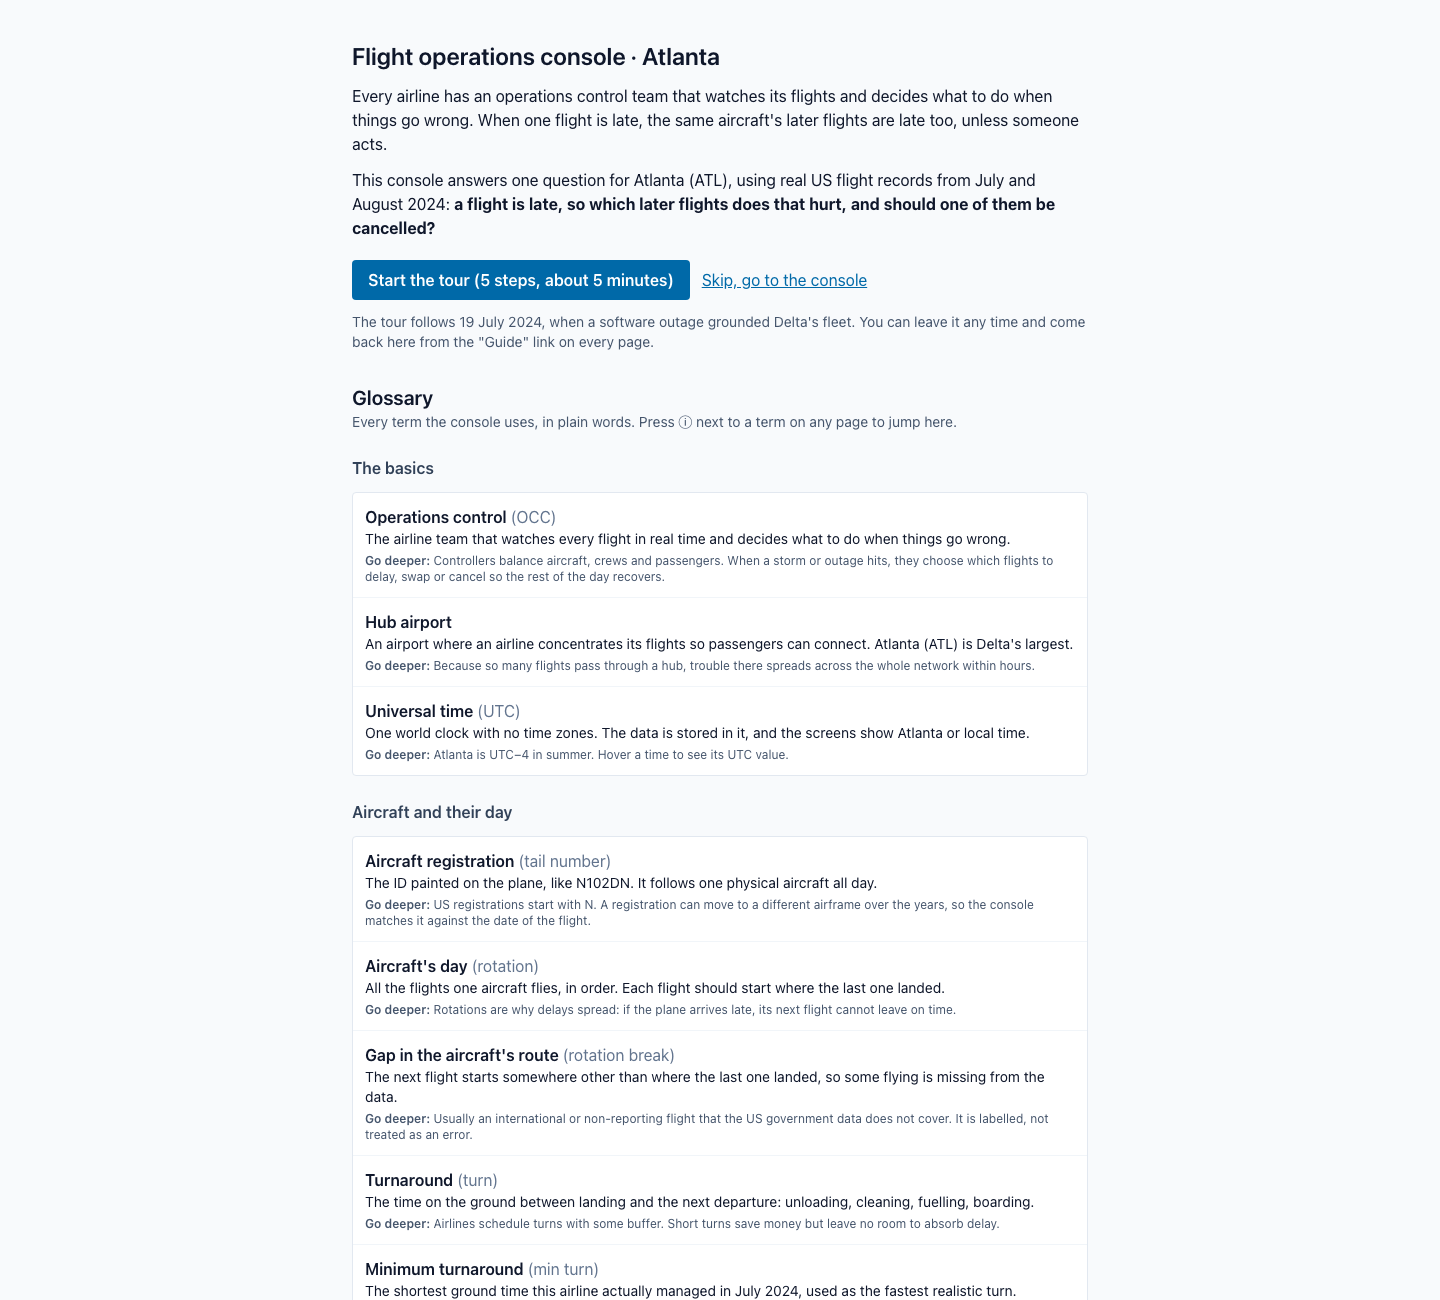 Flight operations console · Atlanta
Every airline has an operations control team that watches its flights and decides what to do when
things go wrong. When one flight is late, the same aircraft's later flights are late too, unless someone
acts.
This console answers one question for Atlanta (ATL), using real US flight records from July and
August 2024: a flight is late, so which later flights does that hurt, and should one of them be
cancelled?
Start the tour (5 steps, about 5 minutes) Skip, go to the console
The tour follows 19 July 2024, when a software outage grounded Delta's fleet. You can leave it any time and come
back here from the "Guide" link on every page.
Glossary
Every term the console uses, in plain words. Press ⓘ next to a term on any page to jump here.
The basics
Operations control (OCC)
The airline team that watches every flight in real time and decides what to do when things go wrong.
Go deeper: Controllers balance aircraft, crews and passengers. When a storm or outage hits, they choose which flights to
delay, swap or cancel so the rest of the day recovers.
Hub airport
An airport where an airline concentrates its flights so passengers can connect. Atlanta (ATL) is Delta's largest.
Go deeper: Because so many flights pass through a hub, trouble there spreads across the whole network within hours.
Universal time (UTC)
One world clock with no time zones. The data is stored in it, and the screens show Atlanta or local time.
Go deeper: Atlanta is UTC−4 in summer. Hover a time to see its UTC value.
Aircraft and their day
Aircraft registration (tail number)
The ID painted on the plane, like N102DN. It follows one physical aircraft all day.
Go deeper: US registrations start with N. A registration can move to a different airframe over the years, so the console
matches it against the date of the flight.
Aircraft's day (rotation)
All the flights one aircraft flies, in order. Each flight should start where the last one landed.
Go deeper: Rotations are why delays spread: if the plane arrives late, its next flight cannot leave on time.
Gap in the aircraft's route (rotation break)
The next flight starts somewhere other than where the last one landed, so some flying is missing from the
data.
Go deeper: Usually an international or non-reporting flight that the US government data does not cover. It is labelled, not
treated as an error.
Turnaround (turn)
The time on the ground between landing and the next departure: unloading, cleaning, fuelling, boarding.
Go deeper: Airlines schedule turns with some buffer. Short turns save money but leave no room to absorb delay.
Minimum turnaround (min turn)
The shortest ground time this airline actually managed in July 2024, used as the fastest realistic turn.